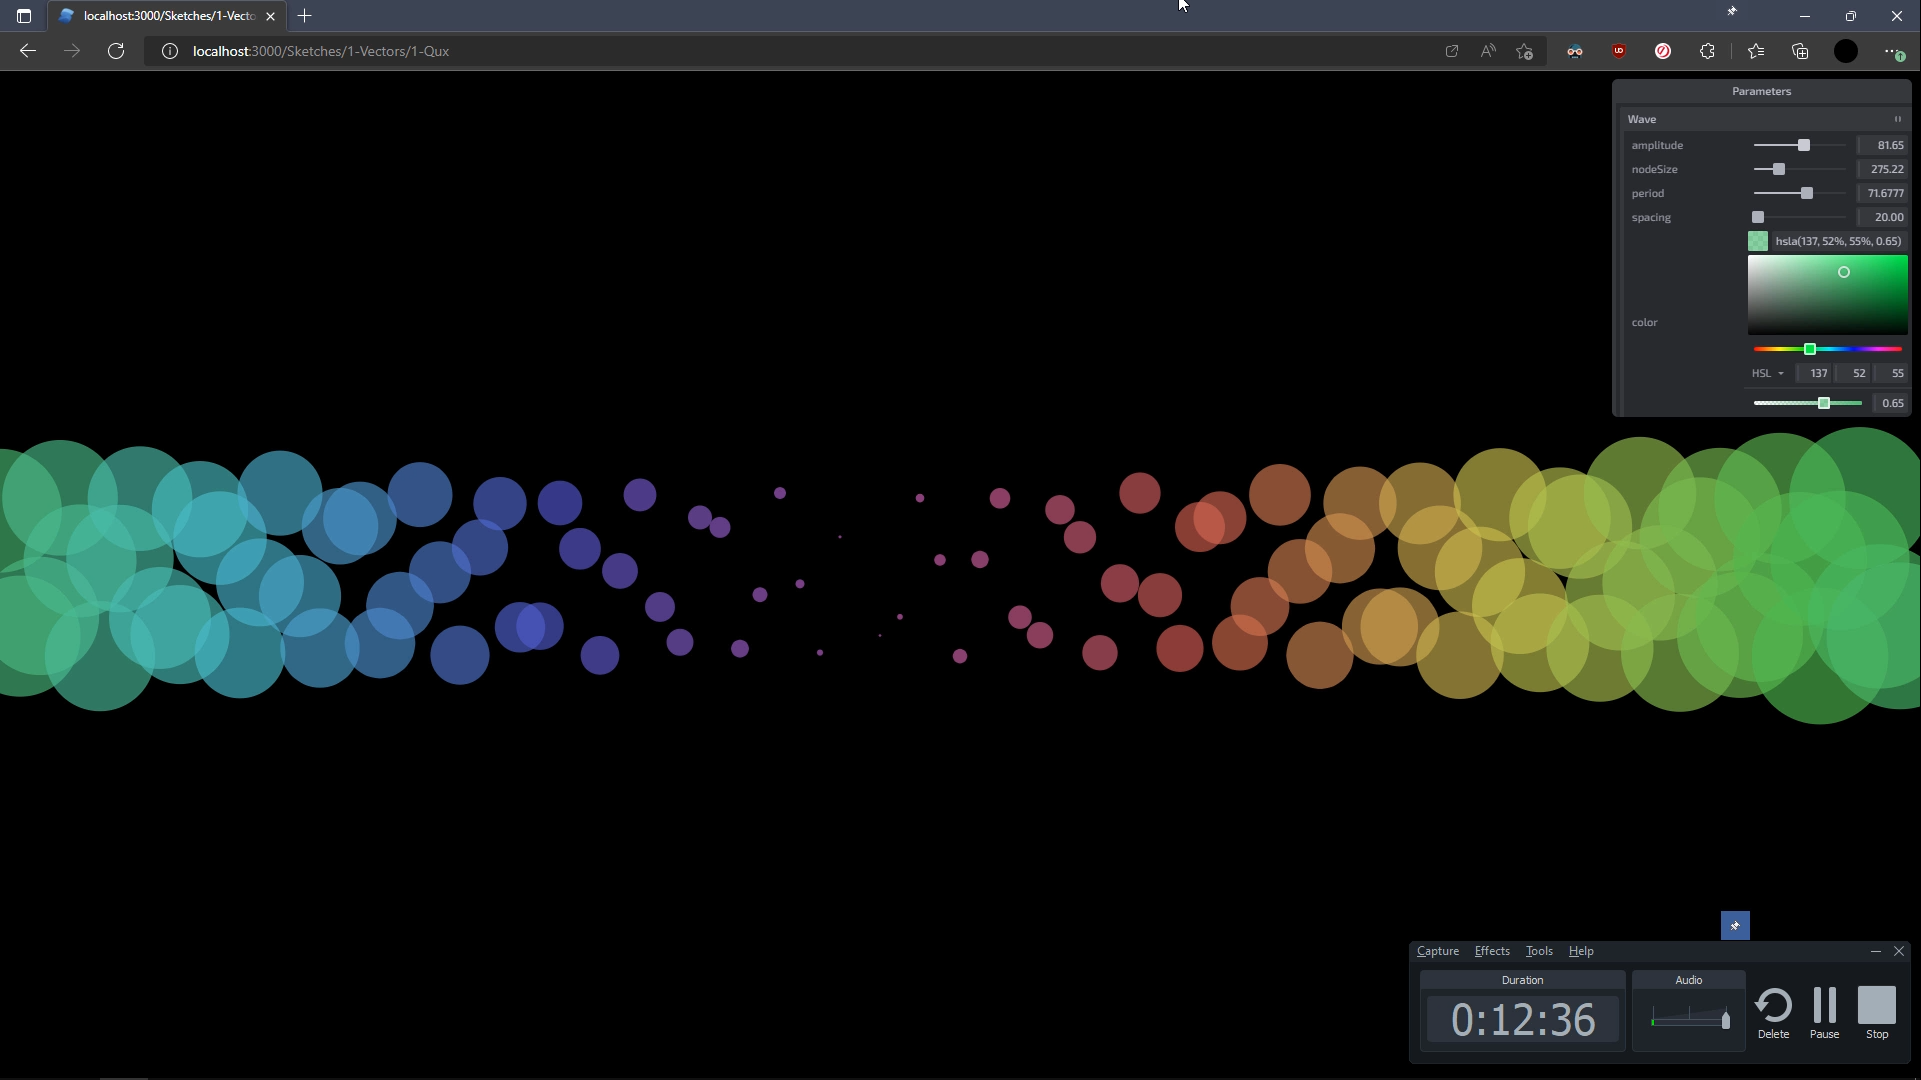 localhost:3000/Sketches/1-Vecto
localhost:3000/Sketches/1-Vectors/1-Qux
Parameters
Wave
amplitude 81.65
nodeSize 275.22
period 71.6777
spacing 20.00
hsla(137, 52%, 55%, 0.65)
color
HSL 137 52 55
0.65
Capture Effects Tools Help
Duration Audio
0:12:36
Delete Pause Stop